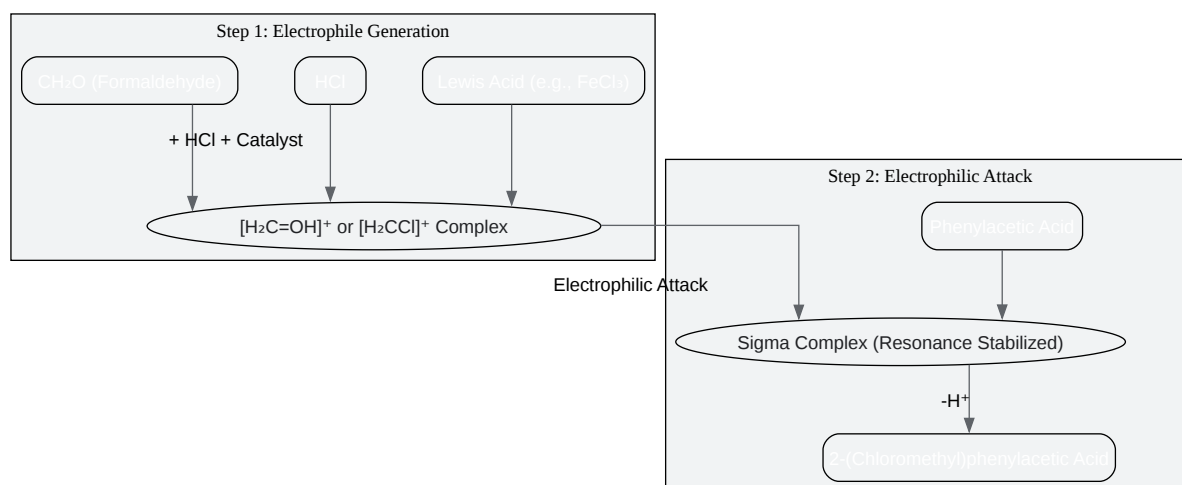 Step 1: Electrophile Generation
CH₂O (Formaldehyde)
HCl
Lewis Acid (e.g., FeCl₃)
+ HCl + Catalyst
[H₂C=OH]⁺ or [H₂CCl]⁺ Complex
Step 2: Electrophilic Attack
Phenylacetic Acid
Electrophilic Attack
Sigma Complex (Resonance Stabilized)
-H⁺
2-(Chloromethyl)phenylacetic Acid